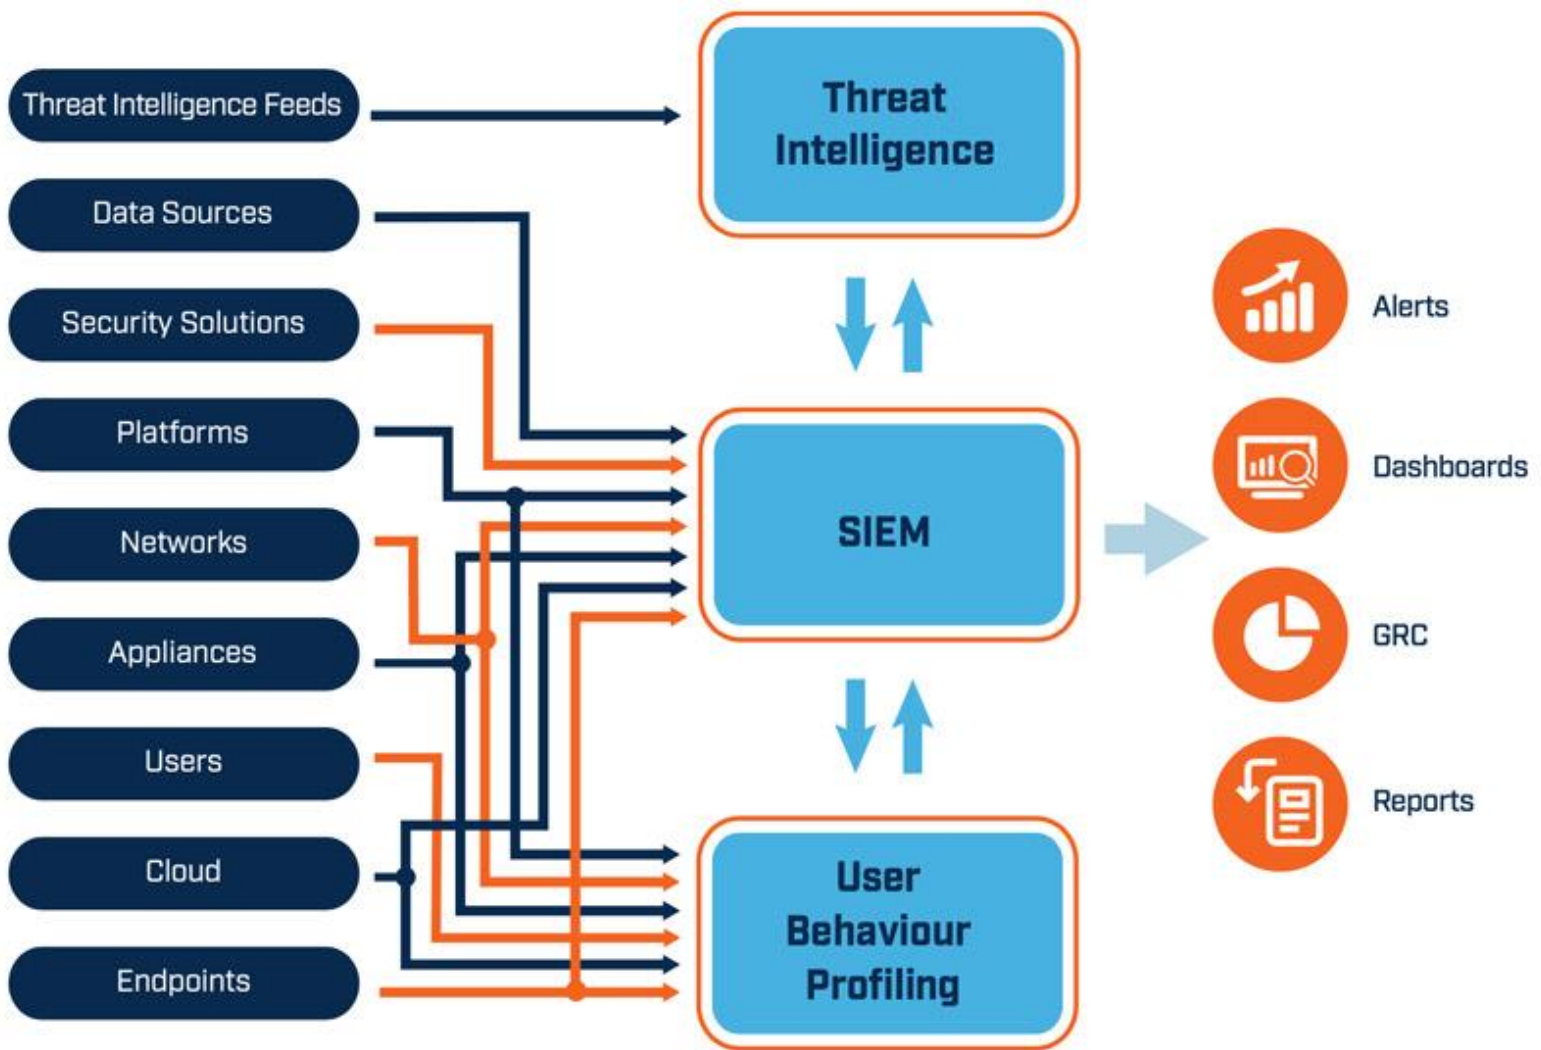 Threat Intelligence Feeds
Data Sources
Security Solutions
Platforms
Networks
Appliances
Users
Cloud
Endpoints
Threat
Intelligence
SIEM
User
Behaviour
Profiling
Alerts
Dashboards
GRC
Reports